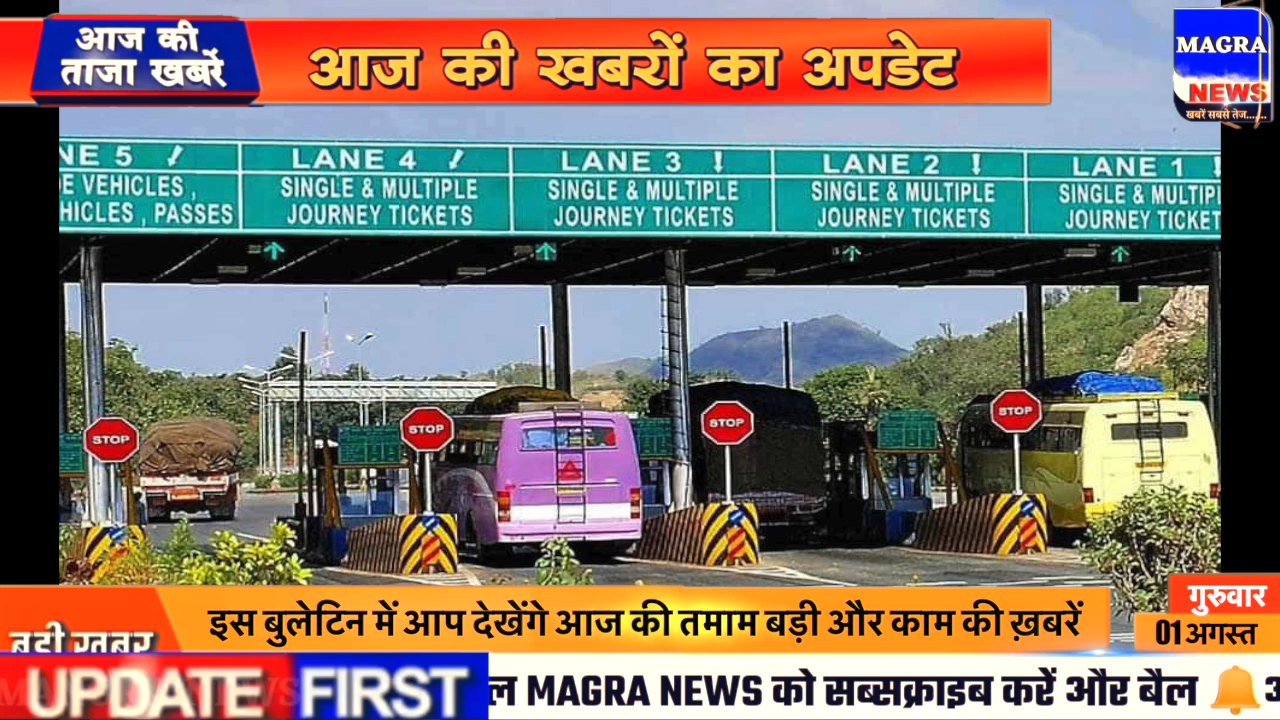 आज की
ताजा खबरें
आज की खबरों का अपडेट
MAGRA
NEWS
खबरें सबसे तेज.......
NE 5
LANE 4
LANE 3
LANE 2
LANE 1
E VEHICLES ,
HICLES , PASSES
SINGLE & MULTIPLE
JOURNEY TICKETS
SINGLE & MULTIPLE
JOURNEY TICKETS
SINGLE & MULTIPLE
JOURNEY TICKETS
SINGLE & MULTIPL
JOURNEY TICKET
STOP
STOP
STOP
STOP
इस बुलेटिन में आप देखेंगे आज की तमाम बड़ी और काम की ख़बरें
गुरुवार
01 अगस्त
बड़ी खबर
UPDATE FIRST
ल MAGRA NEWS को सब्सक्राइब करें और बैल